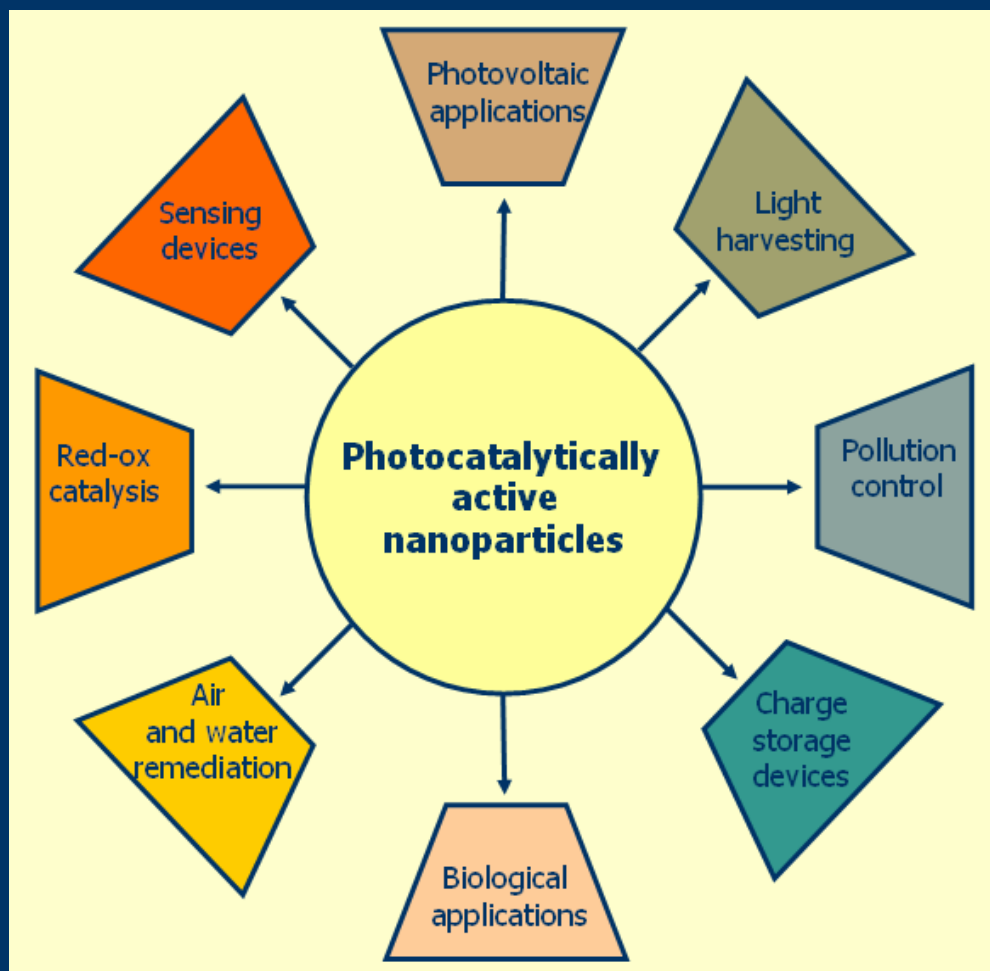 Photovoltaic
applications
Light
harvesting
Pollution
control
Charge
storage
devices
Biological
applications
Air
and water
remediation
Red-ox
catalysis
Sensing
devices
Photocatalytically
active
nanoparticles